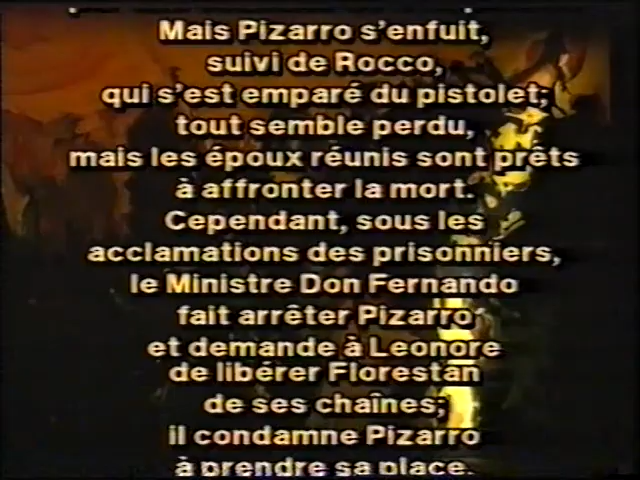 Mais Pizarro s'enfuit,
suivi de Rocco,
qui s'est emparé du pistolet;
tout semble perdu,
mais les époux réunis sont prêts
à affronter la mort.
Cependant, sous les
acclamations des prisonniers,
le Ministre Don Fernando
fait arrêter Pizarro
et demande à Leonore
de libérer Florestan
de ses chaînes;
il condamne Pizarro
à prendre sa place.